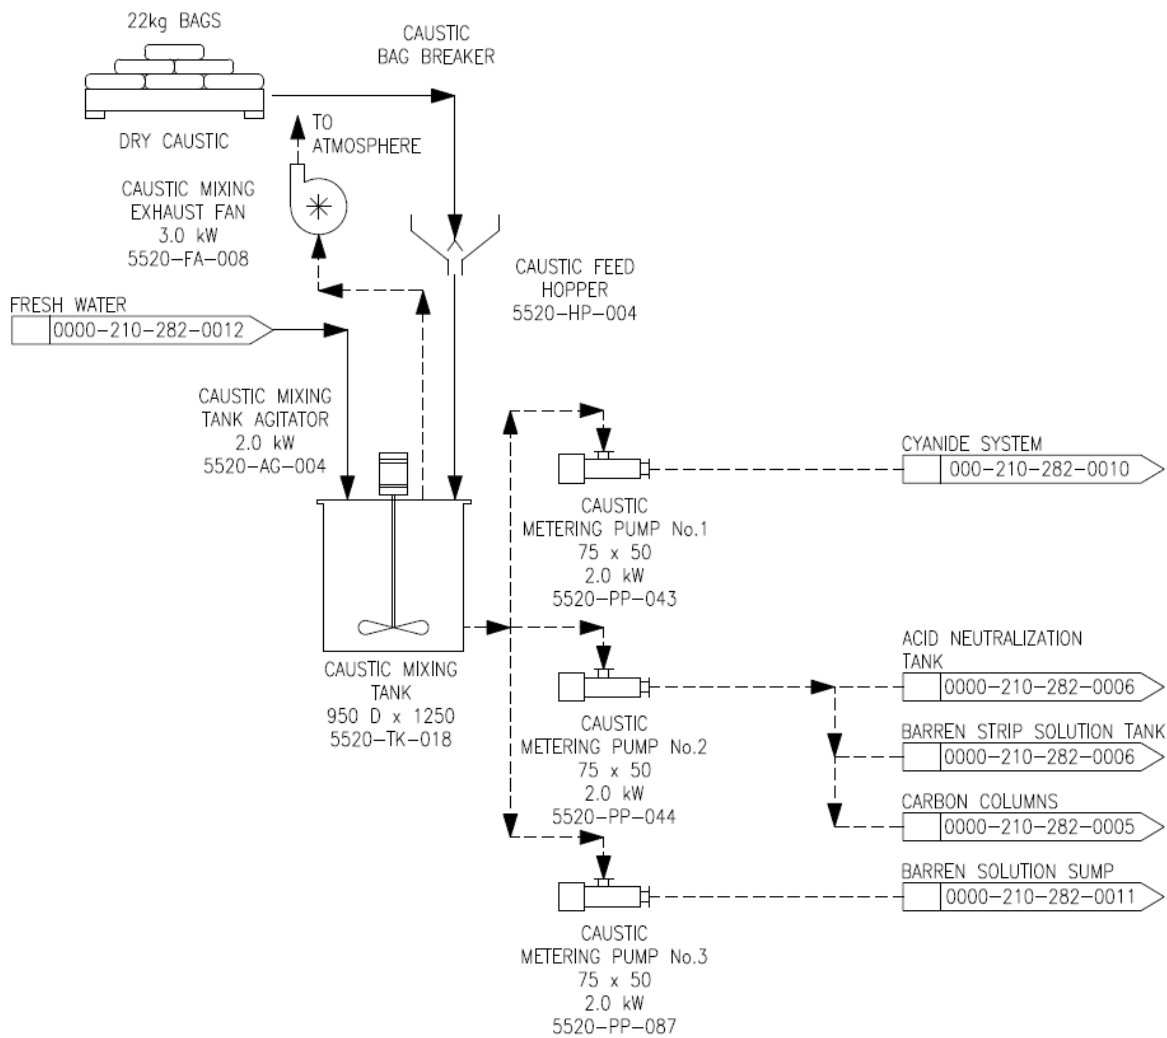 22kg BAGS
CAUSTIC
BAG BREAKER
DRY CAUSTIC
TO
ATMOSPHERE
CAUSTIC MIXING
EXHAUST FAN
3.0 kW
5520-FA-008
CAUSTIC FEED
HOPPER
5520-HP-004
FRESH WATER
0000-210-282-0012
CAUSTIC MIXING
TANK AGITATOR
2.0 kW
5520-AG-004
CYANIDE SYSTEM
000-210-282-0010
CAUSTIC
METERING PUMP No.1
75 x 50
2.0 kW
5520-PP-043
CAUSTIC MIXING
TANK
950 D x 1250
5520-TK-018
ACID NEUTRALIZATION
TANK
0000-210-282-0006
CAUSTIC
METERING PUMP No.2
75 x 50
2.0 kW
5520-PP-044
BARREN STRIP SOLUTION TANK
0000-210-282-0006
CARBON COLUMNS
0000-210-282-0005
BARREN SOLUTION SUMP
0000-210-282-0011
CAUSTIC
METERING PUMP No.3
75 x 50
2.0 kW
5520-PP-087